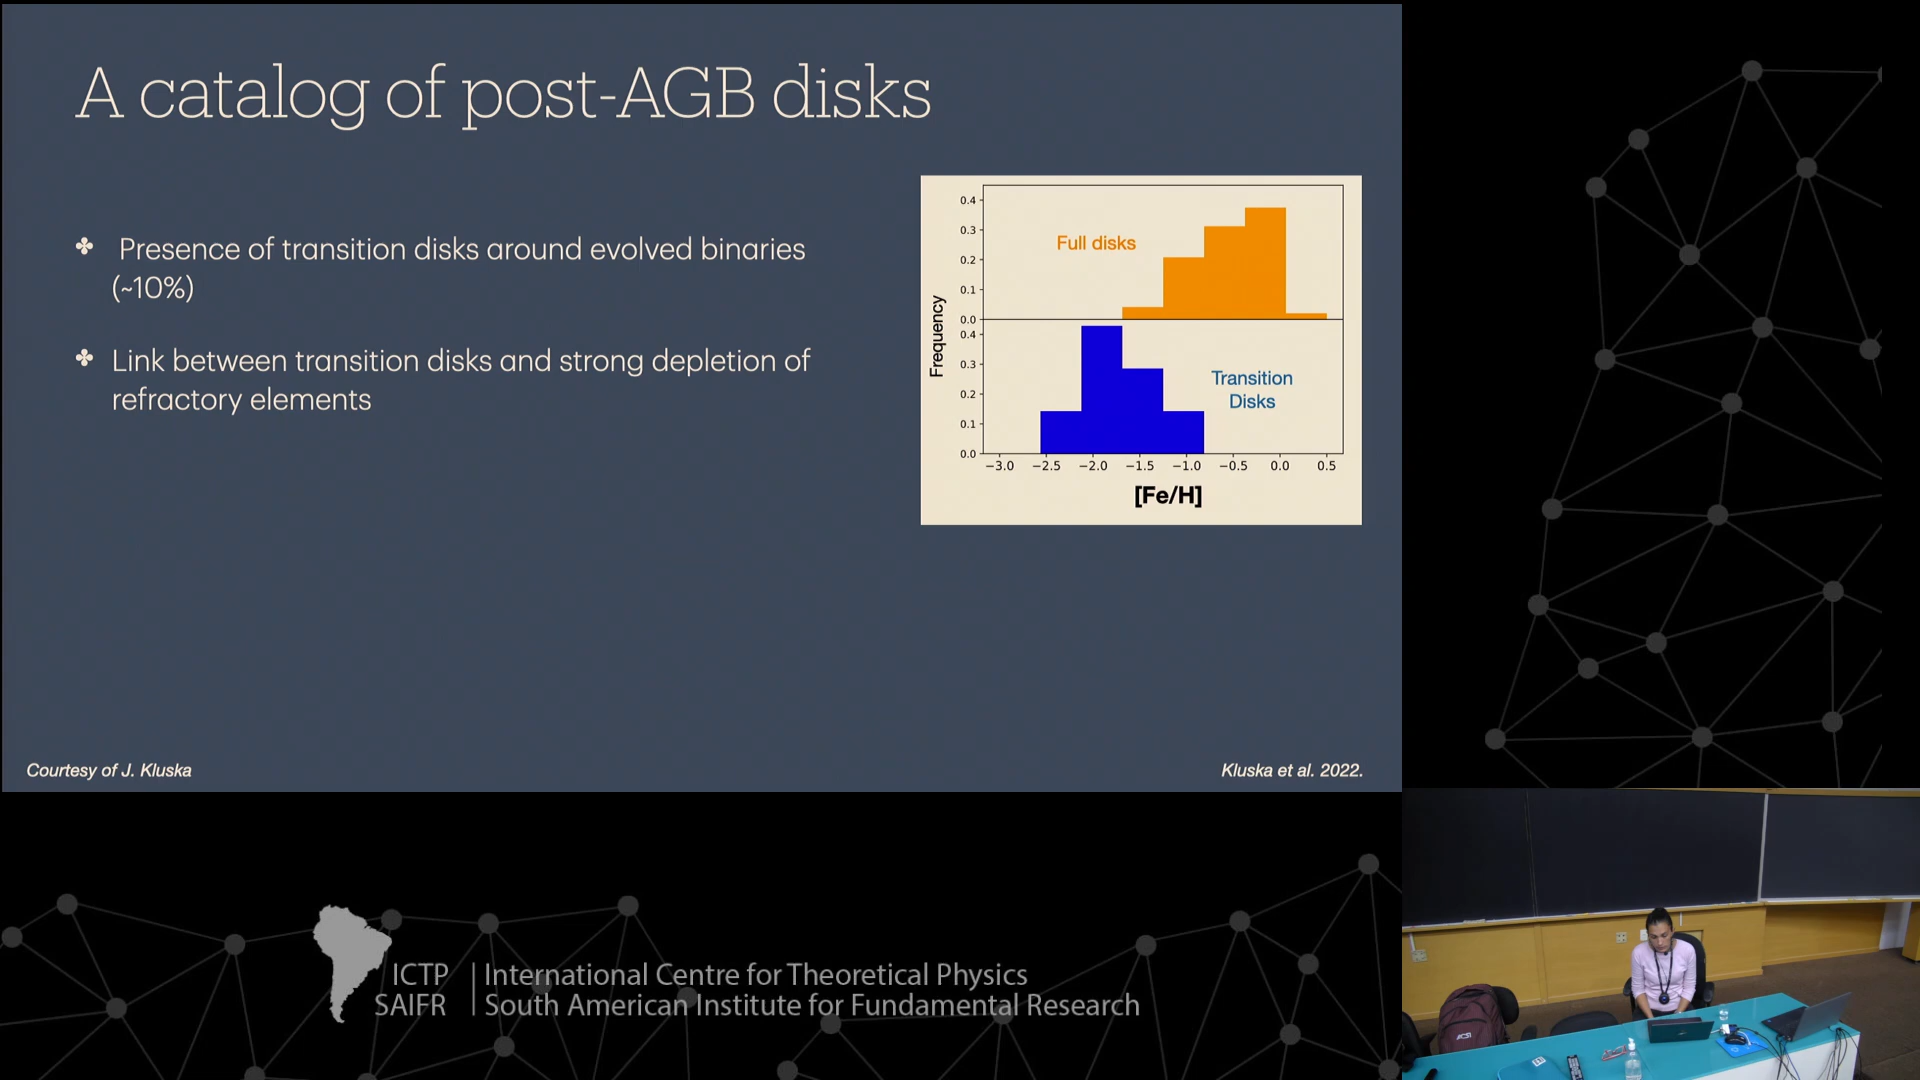 A catalog of post-AGB disks
✤ Presence of transition disks around evolved binaries
(~10%)
✤ Link between transition disks and strong depletion of
refractory elements
0.4
0.3
0.2
0.1
0.0
Full disks
Frequency
0.4
0.3
0.2
0.1
0.0
Transition
Disks
−3.0 −2.5 −2.0 −1.5 −1.0 −0.5 0.0 0.5
[Fe/H]
Courtesy of J. Kluska
Kluska et al. 2022.
ICTP | International Centre for Theoretical Physics
SAIFR | South American Institute for Fundamental Research